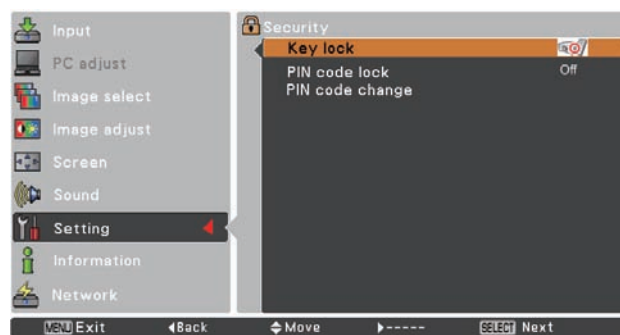 Input
PC adjust
Image select
Image adjust
Screen
Sound
Setting
Information
Network
Security
Key lock
PIN code lock Off
PIN code change
MENU Exit ◀Back ◆Move ▶----- SELECT Next